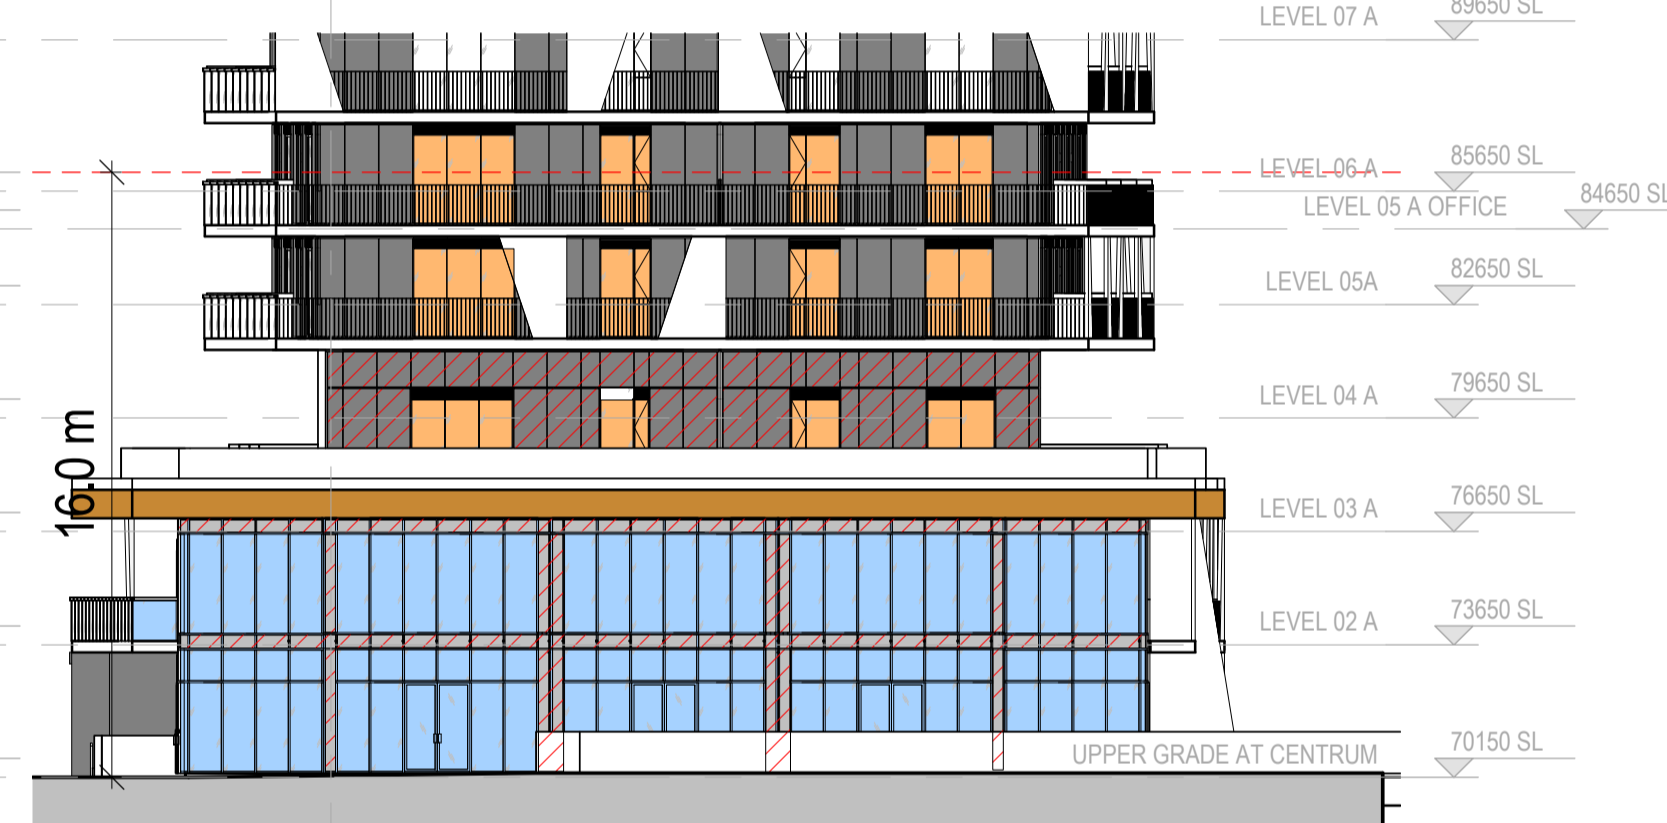 LEVEL 07 A 89650 SL
LEVEL 06 A 85650 SL
LEVEL 05 A OFFICE 84650 SL
LEVEL 05A 82650 SL
LEVEL 04 A 79650 SL
16.0 m
LEVEL 03 A 76650 SL
LEVEL 02 A 73650 SL
UPPER GRADE AT CENTRUM 70150 SL